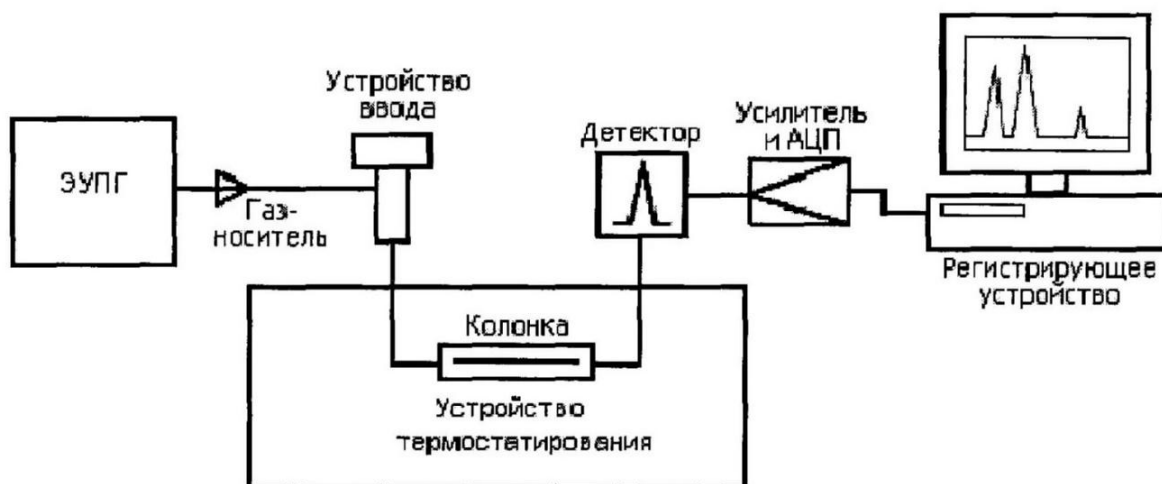 ЭУПГ
Газ-
носитель
Устройство
ввода
Колонка
Устройство
термостатирования
Детектор
Усилитель
и АЦП
Регистрирующее
устройство